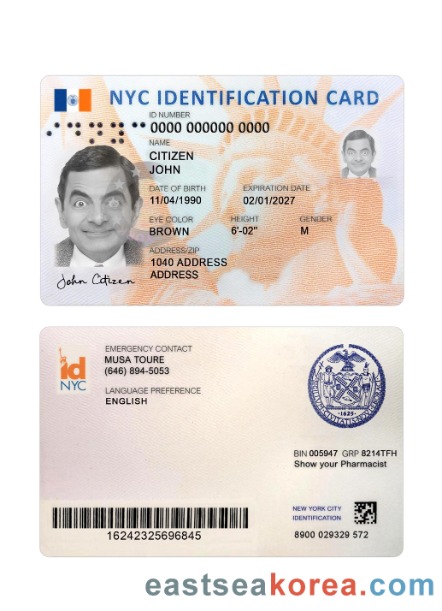 NYC IDENTIFICATION CARD
ID NUMBER
0000 000000 0000
NAME
CITIZEN
JOHN
DATE OF BIRTH EXPIRATION DATE
11/04/1990 02/01/2027
EYE COLOR HEIGHT GENDER
BROWN 6'-02" M
ADDRESS/ZIP
1040 ADDRESS
ADDRESS
John Citizen
id
NYC
EMERGENCY CONTACT
MUSA TOURE
(646) 894-5053
LANGUAGE PREFERENCE
ENGLISH
1625
BIN 005947 GRP 8214TFH
Show your Pharmacist
NEW YORK CITY
IDENTIFICATION
16242325696845
8900 029329 572
eastseakorea.com